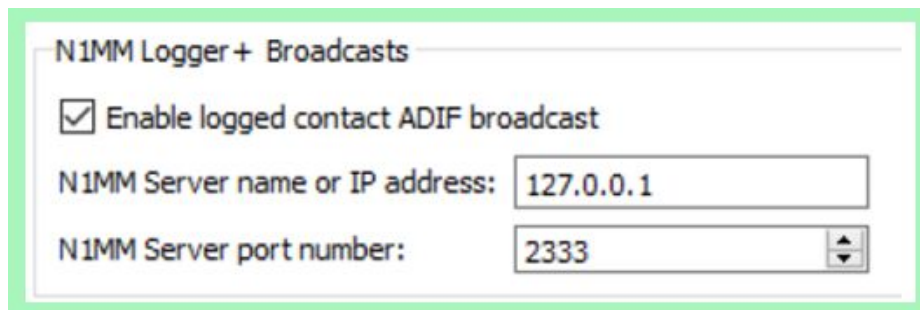 N1MM Logger+ Broadcasts
Enable logged contact ADIF broadcast
N1MM Server name or IP address: 127.0.0.1
N1MM Server port number: 2333